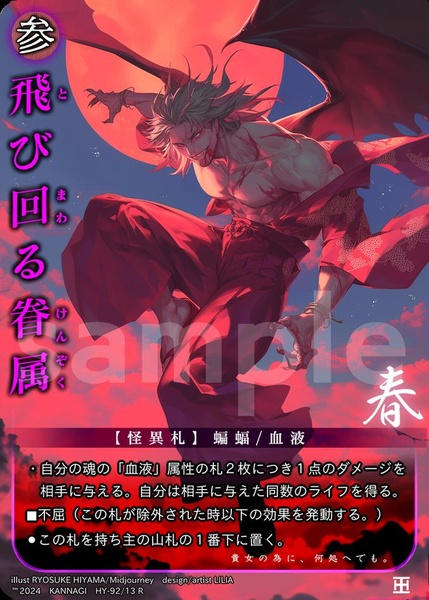 参
飛び回る眷属
と
まわ
けんぞく
sample
春
【怪異札】 蝙蝠/血液
・自分の魂の「血液」属性の札２枚につき１点のダメージを
相手に与える。自分は相手に与えた同数のライフを得る。
■不屈（この札が除外された時以下の効果を発動する。）
●この札を持ち主の山札の１番下に置く。
貴女の為に、何処へでも。
illust RYOSUKE HIYAMA/Midjourney design/artist LILIA
™2024 KANNAGI HY-92/13 R